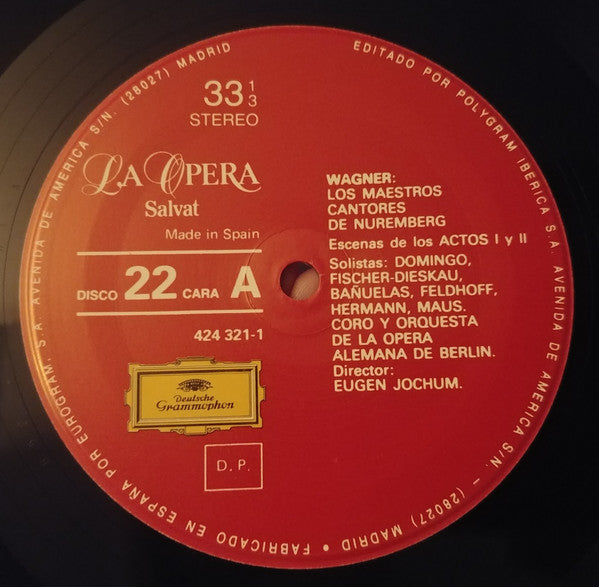 EDITADO POR POLYGRAM IBERICA S.A. AVENIDA DE AMERICA S/N. - (28027) MADRID • FABRICADO EN ESPAÑA POR EUROGRAM, S.A. AVENIDA DE AMERICA S/N. (28027) MADRID
33 1/3
STEREO
LA OPERA
Salvat
Made in Spain
DISCO 22 CARA A
424 321-1
Deutsche
Grammophon
D.P.
WAGNER:
LOS MAESTROS
CANTORES
DE NUREMBERG
Escenas de los ACTOS I y II
Solistas: DOMINGO,
FISCHER-DIESKAU,
BAÑUELAS, FELDHOFF,
HERMANN, MAUS.
CORO Y ORQUESTA
DE LA OPERA
ALEMANA DE BERLIN.
Director:
EUGEN JOCHUM.